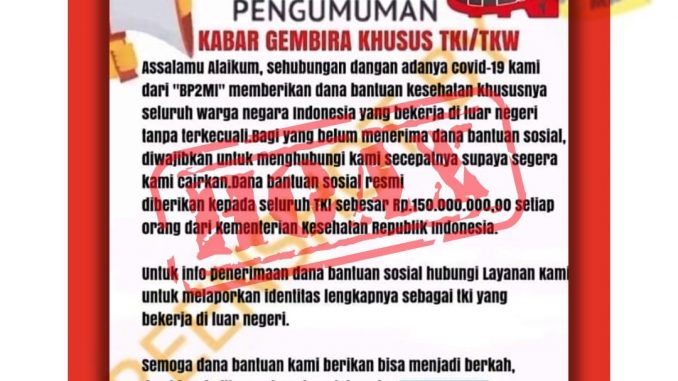 PENGUMUMAN
KABAR GEMBIRA KHUSUS TKI/TKW
Assalamu Alaikum, sehubungan dangan adanya covid-19 kami
dari "BP2MI" memberikan dana bantuan kesehatan khususnya
seluruh warga negara Indonesia yang bekerja di luar negeri
tanpa terkecuali.Bagi yang belum menerima dana bantuan sosial,
diwajibkan untuk menghubungi kami secepatnya supaya segera
kami cairkan.Dana bantuan sosial resmi
diberikan kepada seluruh TKI sebesar Rp.150.000.000,00 setiap
orang dari Kementerian Kesehatan Republik Indonesia.
HOAX
Untuk info penerimaan dana bantuan sosial hubungi Layanan Kami
untuk melaporkan identitas lengkapnya sebagai tki yang
bekerja di luar negeri.
Semoga dana bantuan kami berikan bisa menjadi berkah,